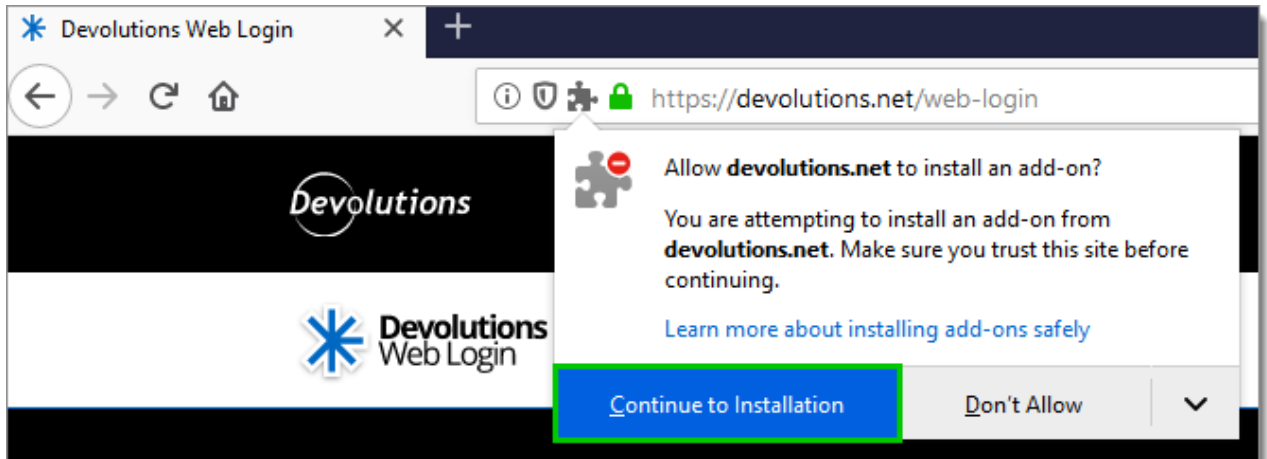 Devolutions Web Login
https://devolutions.net/web-login
Devolutions
Allow devolutions.net to install an add-on?
You are attempting to install an add-on from
devolutions.net. Make sure you trust this site before
continuing.
Learn more about installing add-ons safely
Devolutions
Web Login
Continue to Installation
Don't Allow